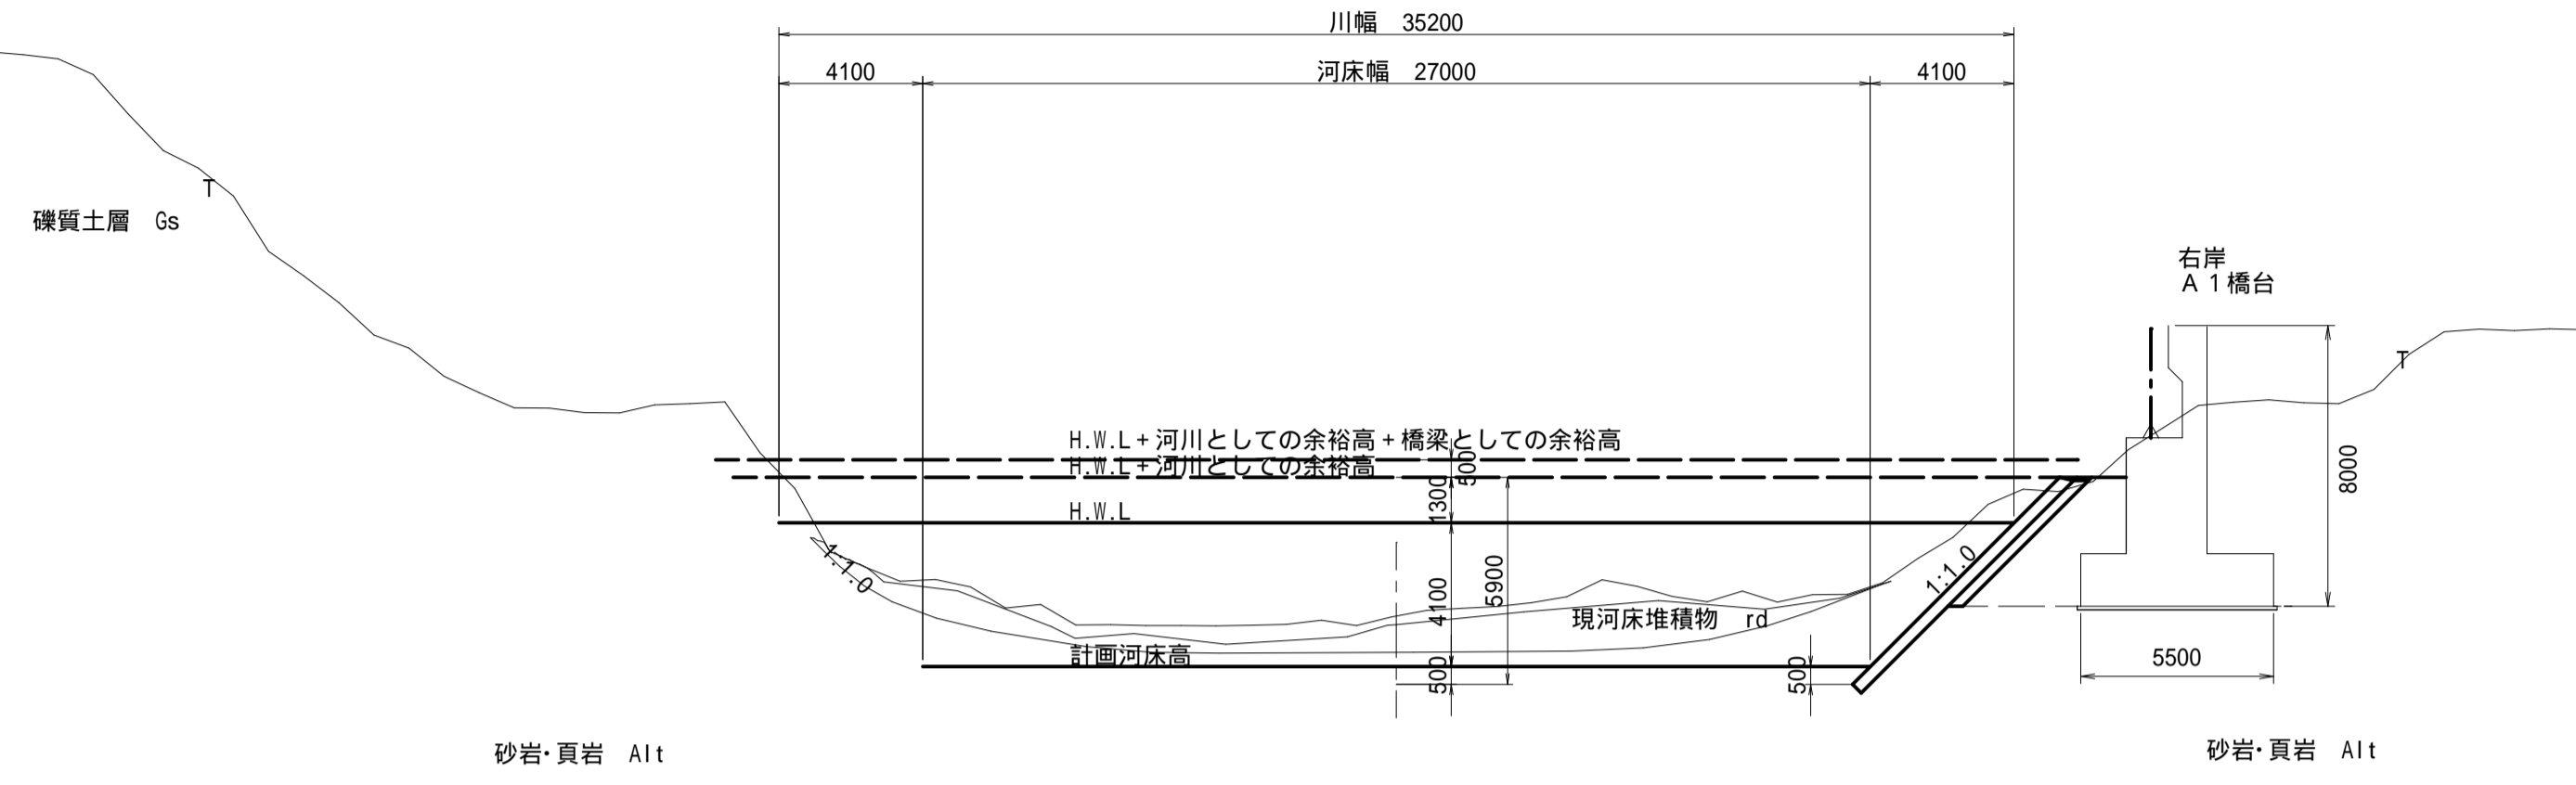 川幅　35200
4100
河床幅　27000
4100
T
礫質土層　Gs
右岸
Ａ１橋台
T
H.W.L+河川としての余裕高+橋梁としての余裕高
H.W.L+河川としての余裕高
500
1300
8000
H.W.L
1:1.0
5900
4100
1:1.0
現河床堆積物　rd
計画河床高
500
500
5500
砂岩・頁岩　Alt
砂岩・頁岩　Alt